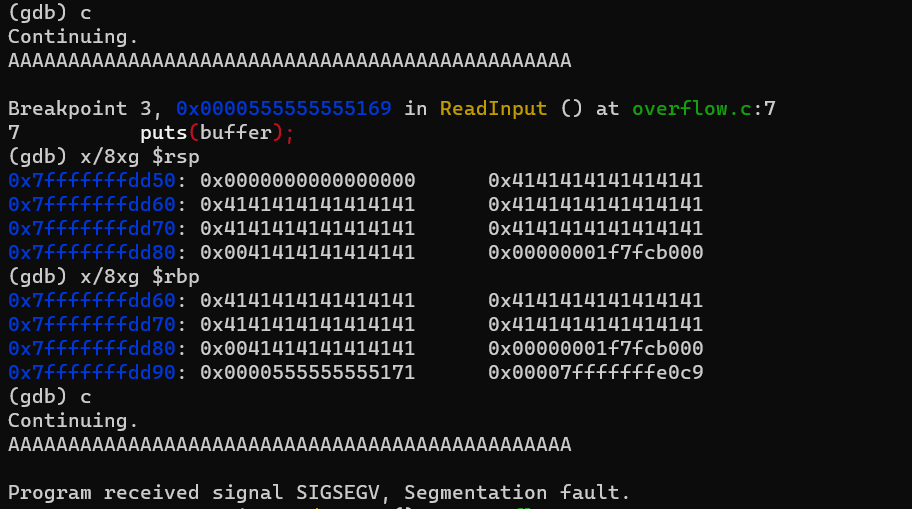 (gdb) c
Continuing.
AAAAAAAAAAAAAAAAAAAAAAAAAAAAAAAAAAAAAAAAAAAAAAA
Breakpoint 3, 0x0000555555555169 in ReadInput () at overflow.c:7
7          puts(buffer);
(gdb) x/8xg $rsp
0x7fffffffdd50: 0x0000000000000000      0x4141414141414141
0x7fffffffdd60: 0x4141414141414141      0x4141414141414141
0x7fffffffdd70: 0x4141414141414141      0x4141414141414141
0x7fffffffdd80: 0x0041414141414141      0x00000001f7fcb000
(gdb) x/8xg $rbp
0x7fffffffdd60: 0x4141414141414141      0x4141414141414141
0x7fffffffdd70: 0x4141414141414141      0x4141414141414141
0x7fffffffdd80: 0x0041414141414141      0x00000001f7fcb000
0x7fffffffdd90: 0x0000555555555171      0x00007fffffffe0c9
(gdb) c
Continuing.
AAAAAAAAAAAAAAAAAAAAAAAAAAAAAAAAAAAAAAAAAAAAAAA
Program received signal SIGSEGV, Segmentation fault.